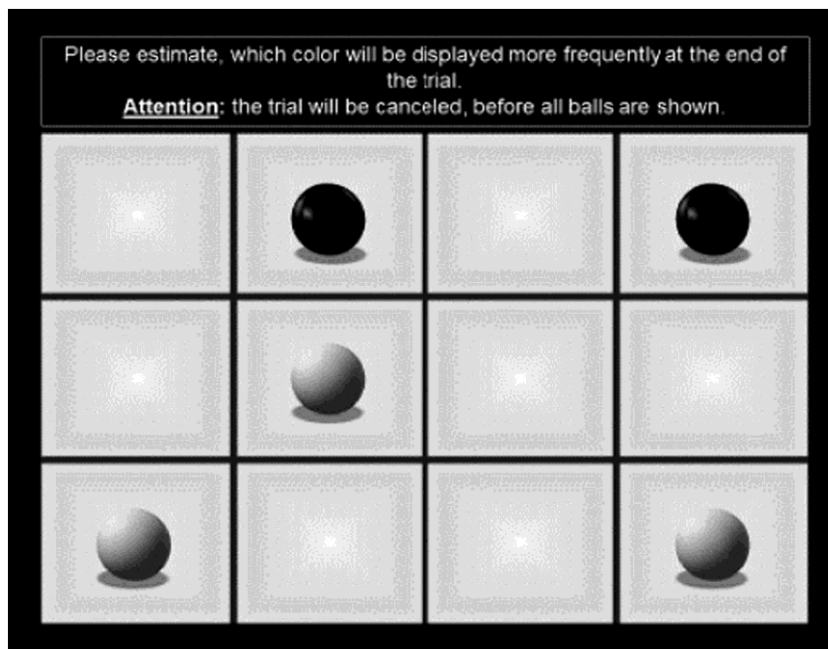 Please estimate, which color will be displayed more frequently at the end of
the trial.
Attention: the trial will be canceled, before all balls are shown.